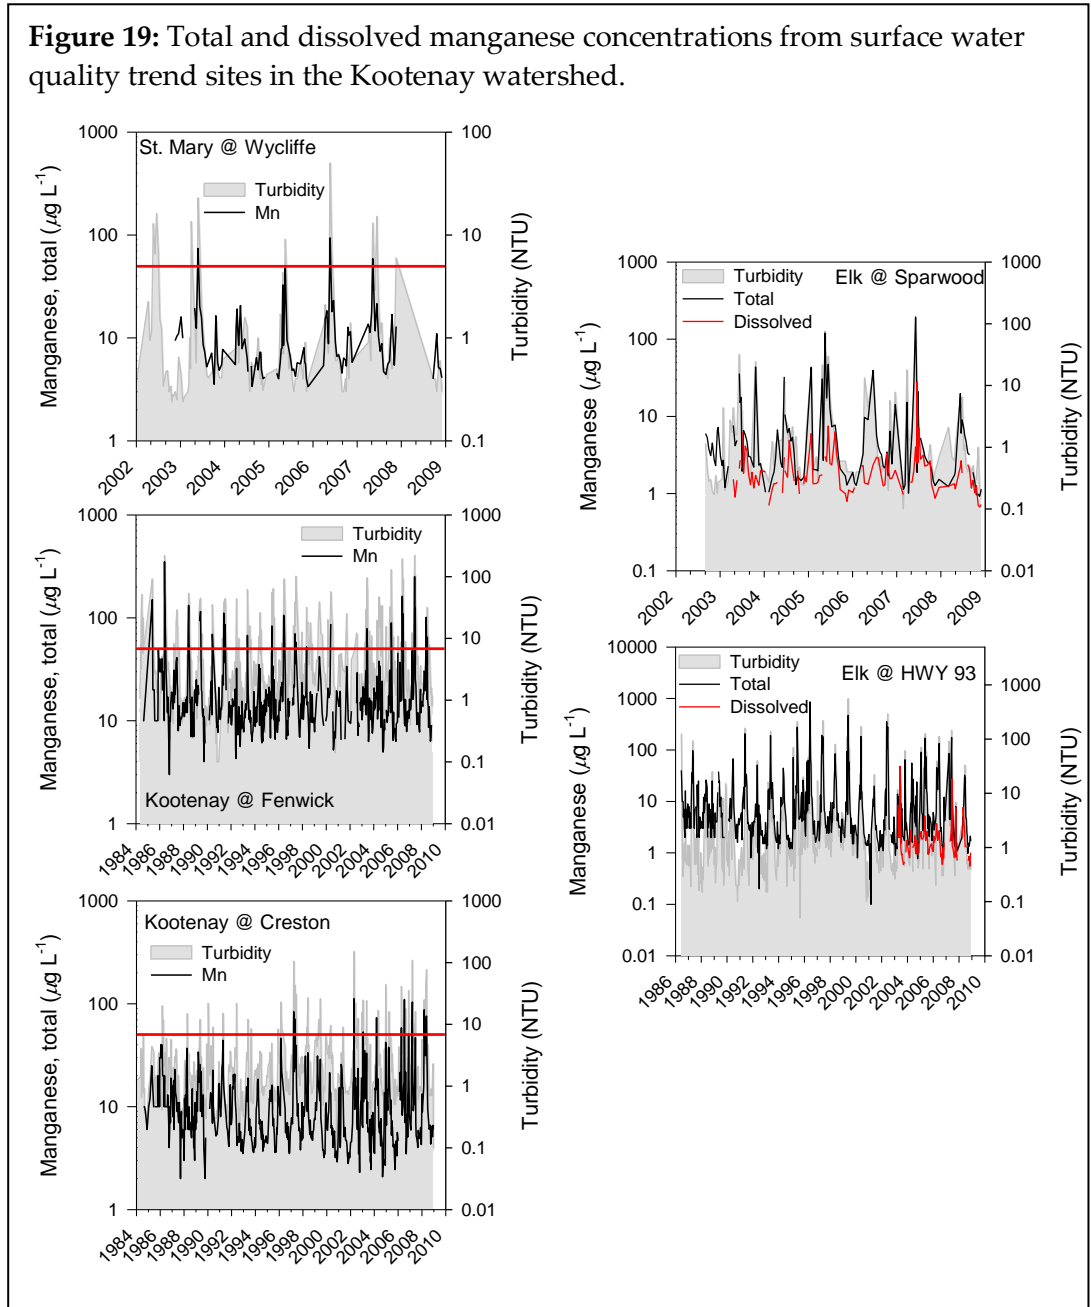 Figure 19: Total and dissolved manganese concentrations from surface water
quality trend sites in the Kootenay watershed.
St. Mary @ Wycliffe
Turbidity
Mn
Manganese, total (µg L-1)
1000
100
10
1
Turbidity (NTU)
100
10
1
0.1
2002 2003 2004 2005 2006 2007 2008 2009
Turbidity
Mn
Kootenay @ Fenwick
Manganese, total (µg L-1)
1000
100
10
1
Turbidity (NTU)
1000
100
10
1
0.1
0.01
1984 1986 1988 1990 1992 1994 1996 1998 2000 2002 2004 2006 2008 2010
Kootenay @ Creston
Turbidity
Mn
Manganese, total (µg L-1)
1000
100
10
1
Turbidity (NTU)
1000
100
10
1
0.1
0.01
1984 1986 1988 1990 1992 1994 1996 1998 2000 2002 2004 2006 2008 2010
Elk @ Sparwood
Turbidity
Total
Dissolved
Manganese (µg L-1)
1000
100
10
1
0.1
Turbidity (NTU)
1000
100
10
1
0.1
0.01
2002 2003 2004 2005 2006 2007 2008 2009
Elk @ HWY 93
Turbidity
Total
Dissolved
Manganese (µg L-1)
10000
1000
100
10
1
0.1
0.01
Turbidity (NTU)
1000
100
10
1
0.1
0.01
1986 1988 1990 1992 1994 1996 1998 2000 2002 2004 2006 2008 2010